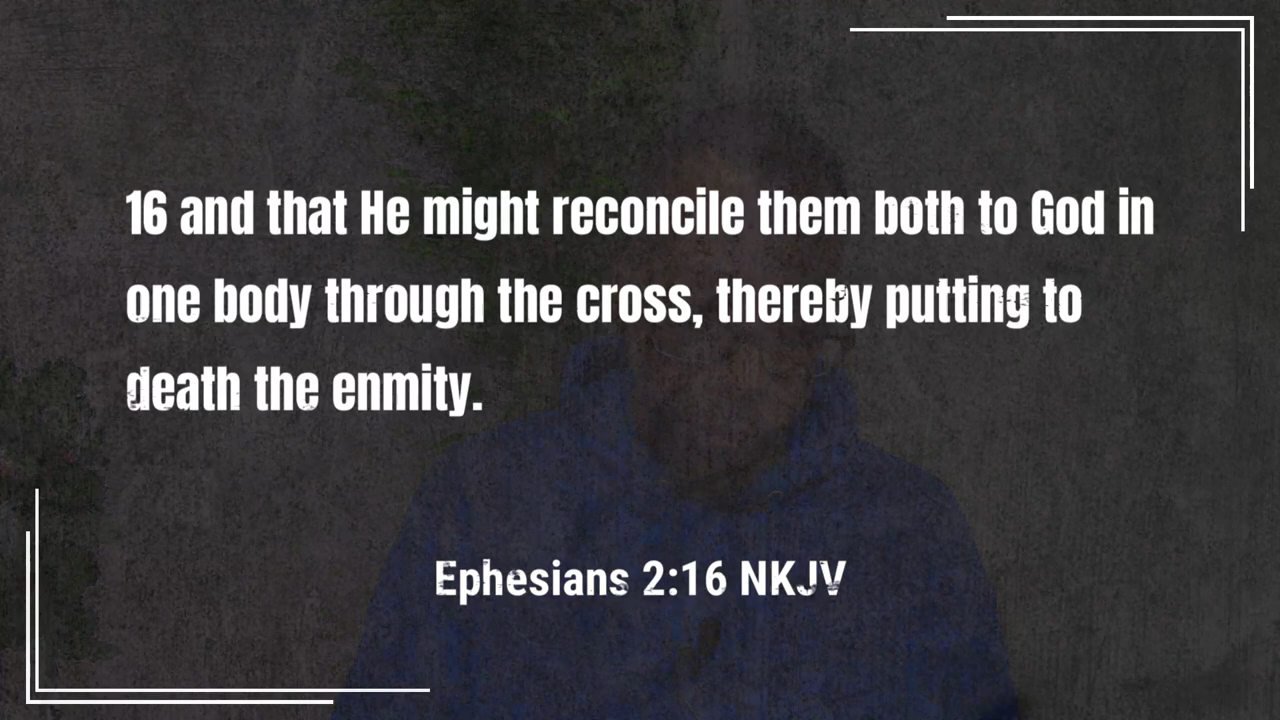 16 and that He might reconcile them both to God in
one body through the cross, thereby putting to
death the enmity.
Ephesians 2:16 NKJV